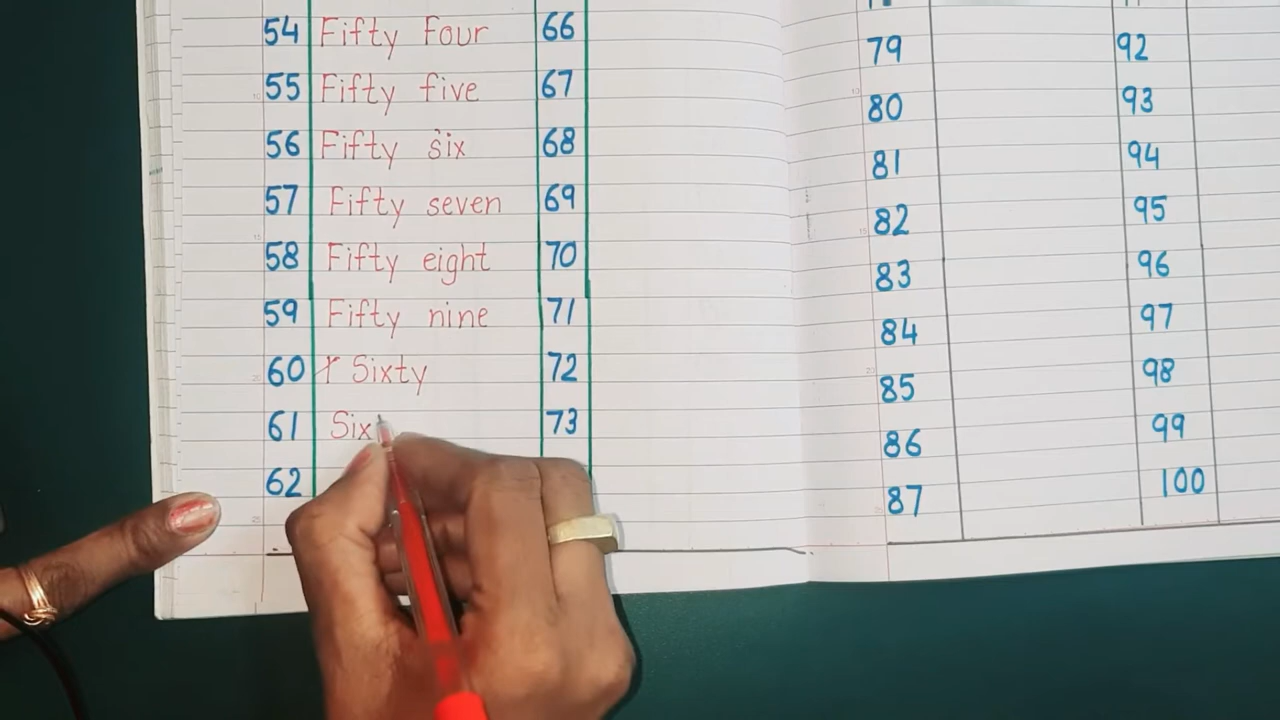 54 Fifty four 66
55 Fifty five 67
56 Fifty six 68
57 Fifty seven 69
58 Fifty eight 70
59 Fifty nine 71
60 Sixty 72
61 Six 73
62
79 92
80 93
81 94
82 95
83 96
84 97
85 98
86 99
87 100